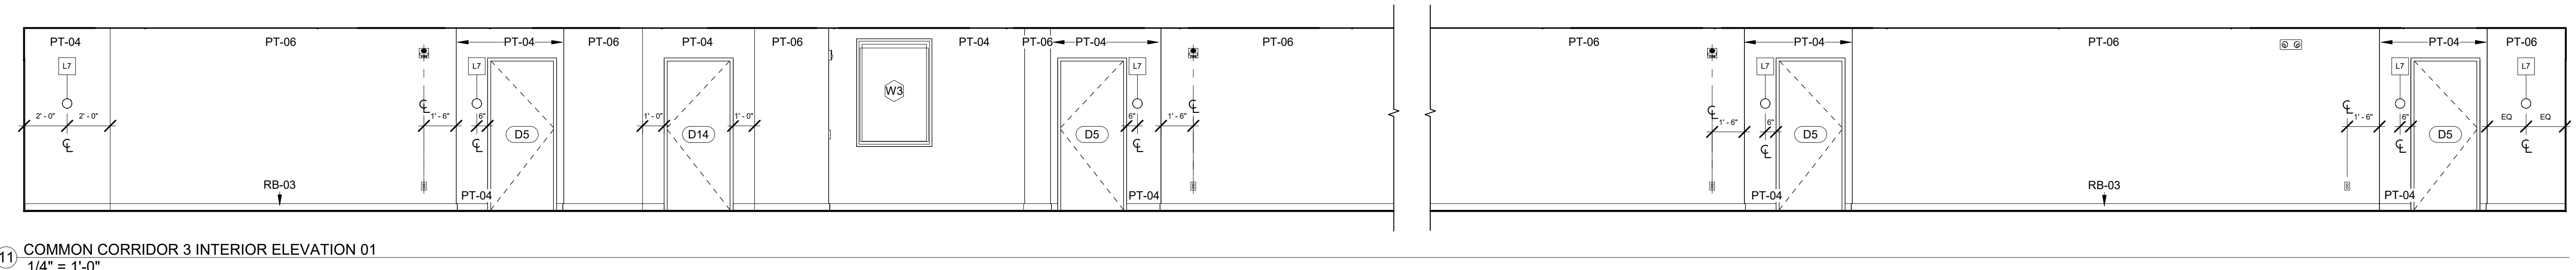 PT-04 PT-06 PT-04 PT-06 PT-04 PT-06 PT-04 PT-06 PT-04 PT-06 PT-06 PT-04 PT-06 PT-04 PT-06
L7 L7 L7 L7 L7 L7
W3
2' - 0" 2' - 0" 1' - 6" 6" 1' - 0" 1' - 0" 6" 1' - 6" 1' - 6" 6" 1' - 6" 6" EQ EQ
D5 D14 D5 D5 D5
RB-03 RB-03
PT-04 PT-04 PT-04 PT-04
11 COMMON CORRIDOR 3 INTERIOR ELEVATION 01
1/4" = 1'-0"